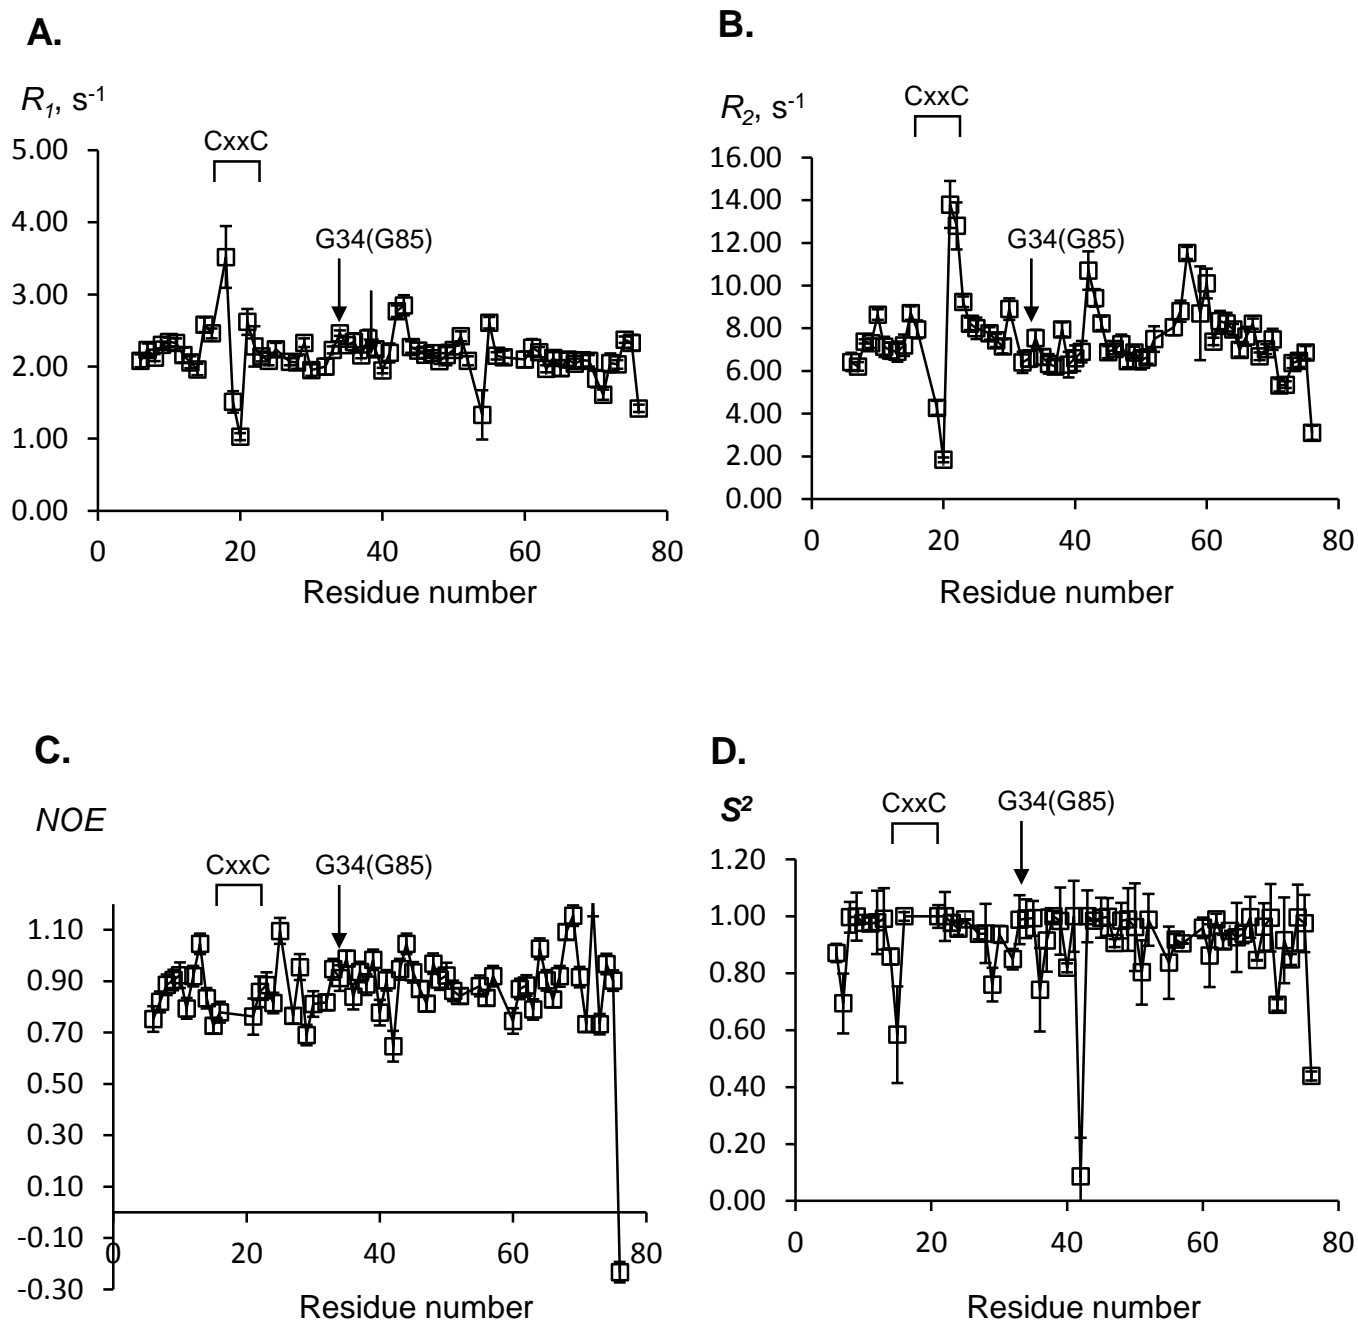 A.
R1, s-1
CxxC
G34(G85)
5.00
4.00
3.00
2.00
1.00
0.00
0 20 40 60 80
Residue number
B.
R2, s-1
CxxC
G34(G85)
16.00
14.00
12.00
10.00
8.00
6.00
4.00
2.00
0.00
0 20 40 60 80
Residue number
C.
NOE
CxxC
G34(G85)
1.10
0.90
0.70
0.50
0.30
0.10
-0.10
-0.30
0 20 40 60 80
Residue number
D.
S2
CxxC
G34(G85)
1.20
1.00
0.80
0.60
0.40
0.20
0.00
0 20 40 60 80
Residue number